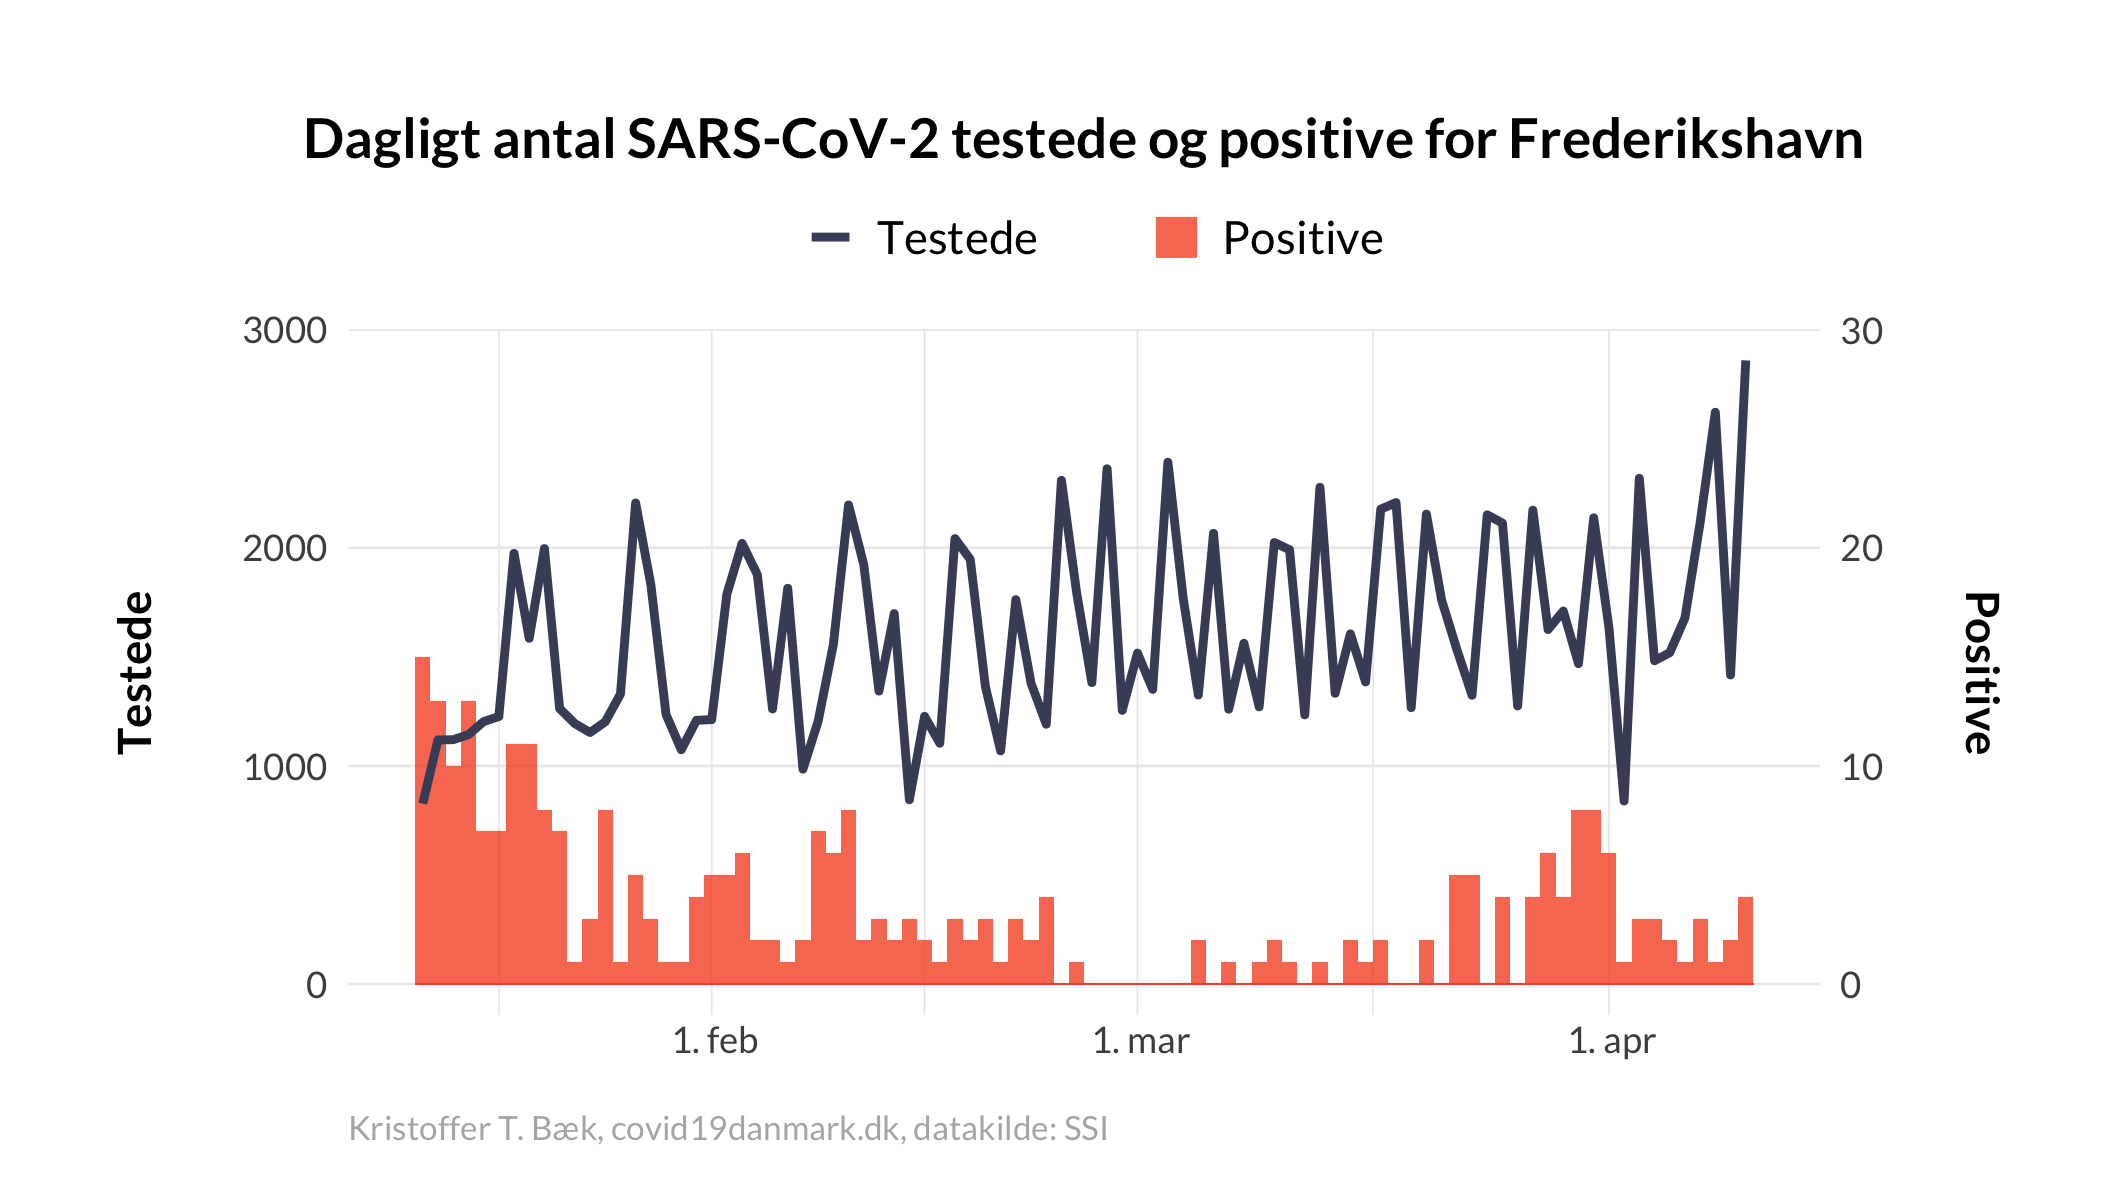 Dagligt antal SARS-CoV-2 testede og positive for Frederikshavn
Testede
Positive
3000
30
2000
20
1000
10
0
0
Testede
Positive
1. feb
1. mar
1. apr
Kristoffer T. Bæk, covid19danmark.dk, datakilde: SSI